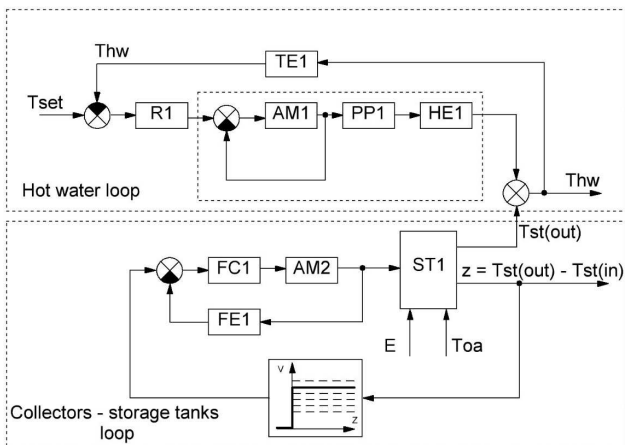 Thw
TE1
Tset
R1
AM1
PP1
HE1
Hot water loop
Thw
Tst(out)
FC1
AM2
ST1
z = Tst(out) - Tst(in)
FE1
E
Toa
V
z
Collectors - storage tanks
loop